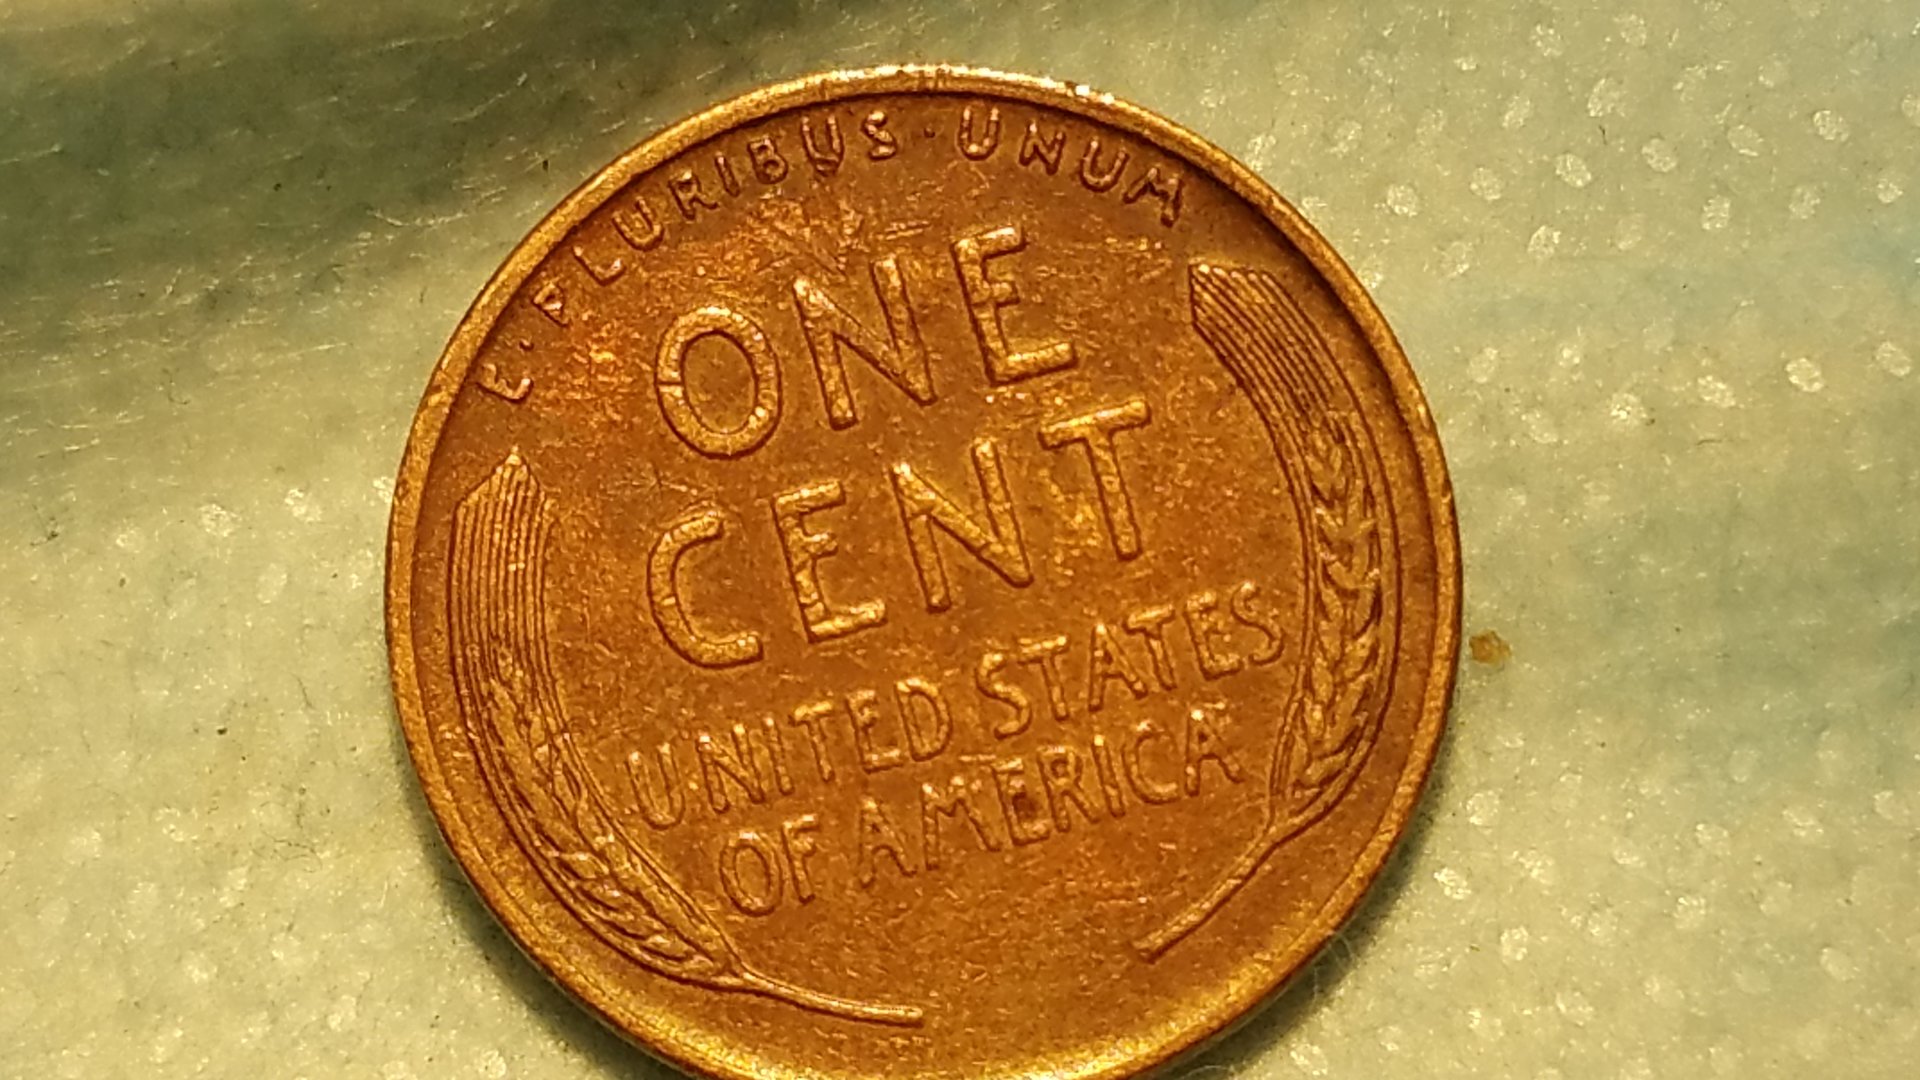 E·PLURIBUS·UNUM
ONE
CENT
UNITED STATES
OF AMERICA